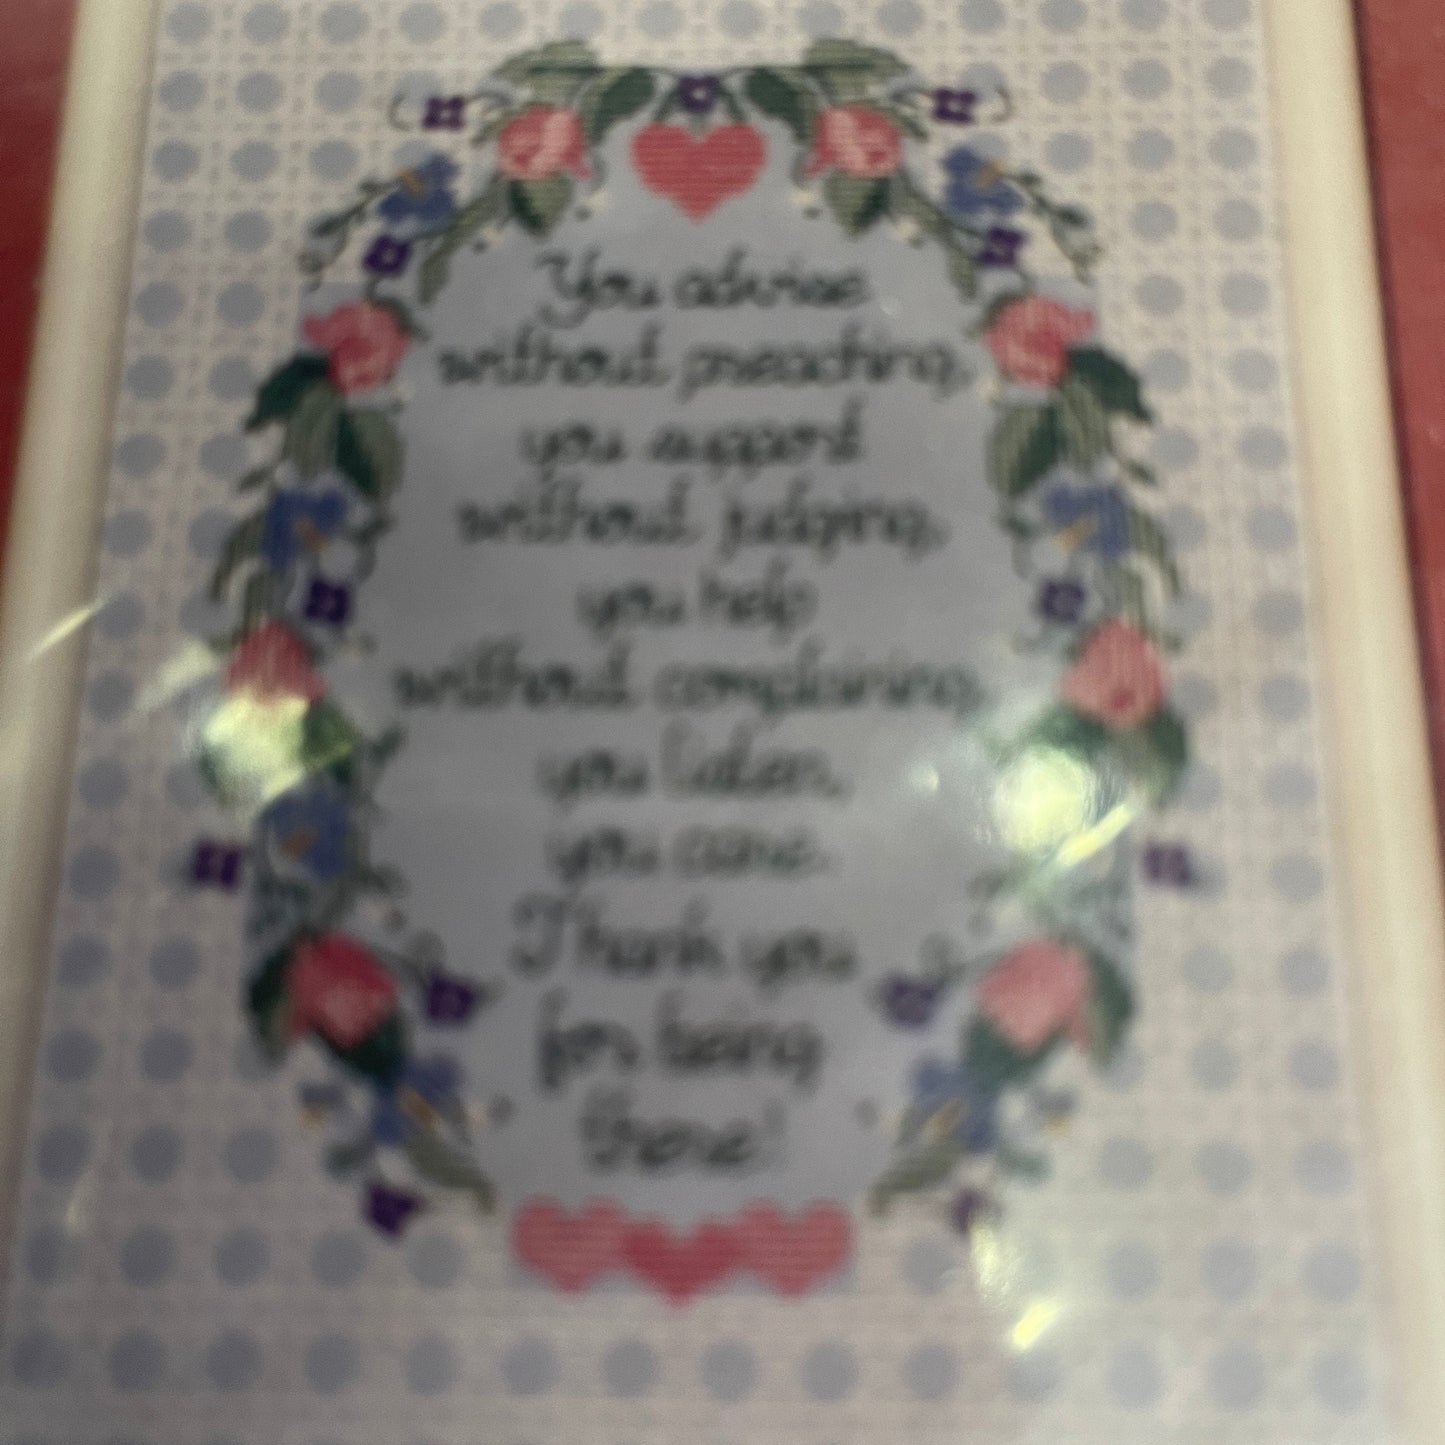 You advise
without preaching,
you support
without judging,
you help
without complaining,
you listen,
you care.
Thank you
for being
there!